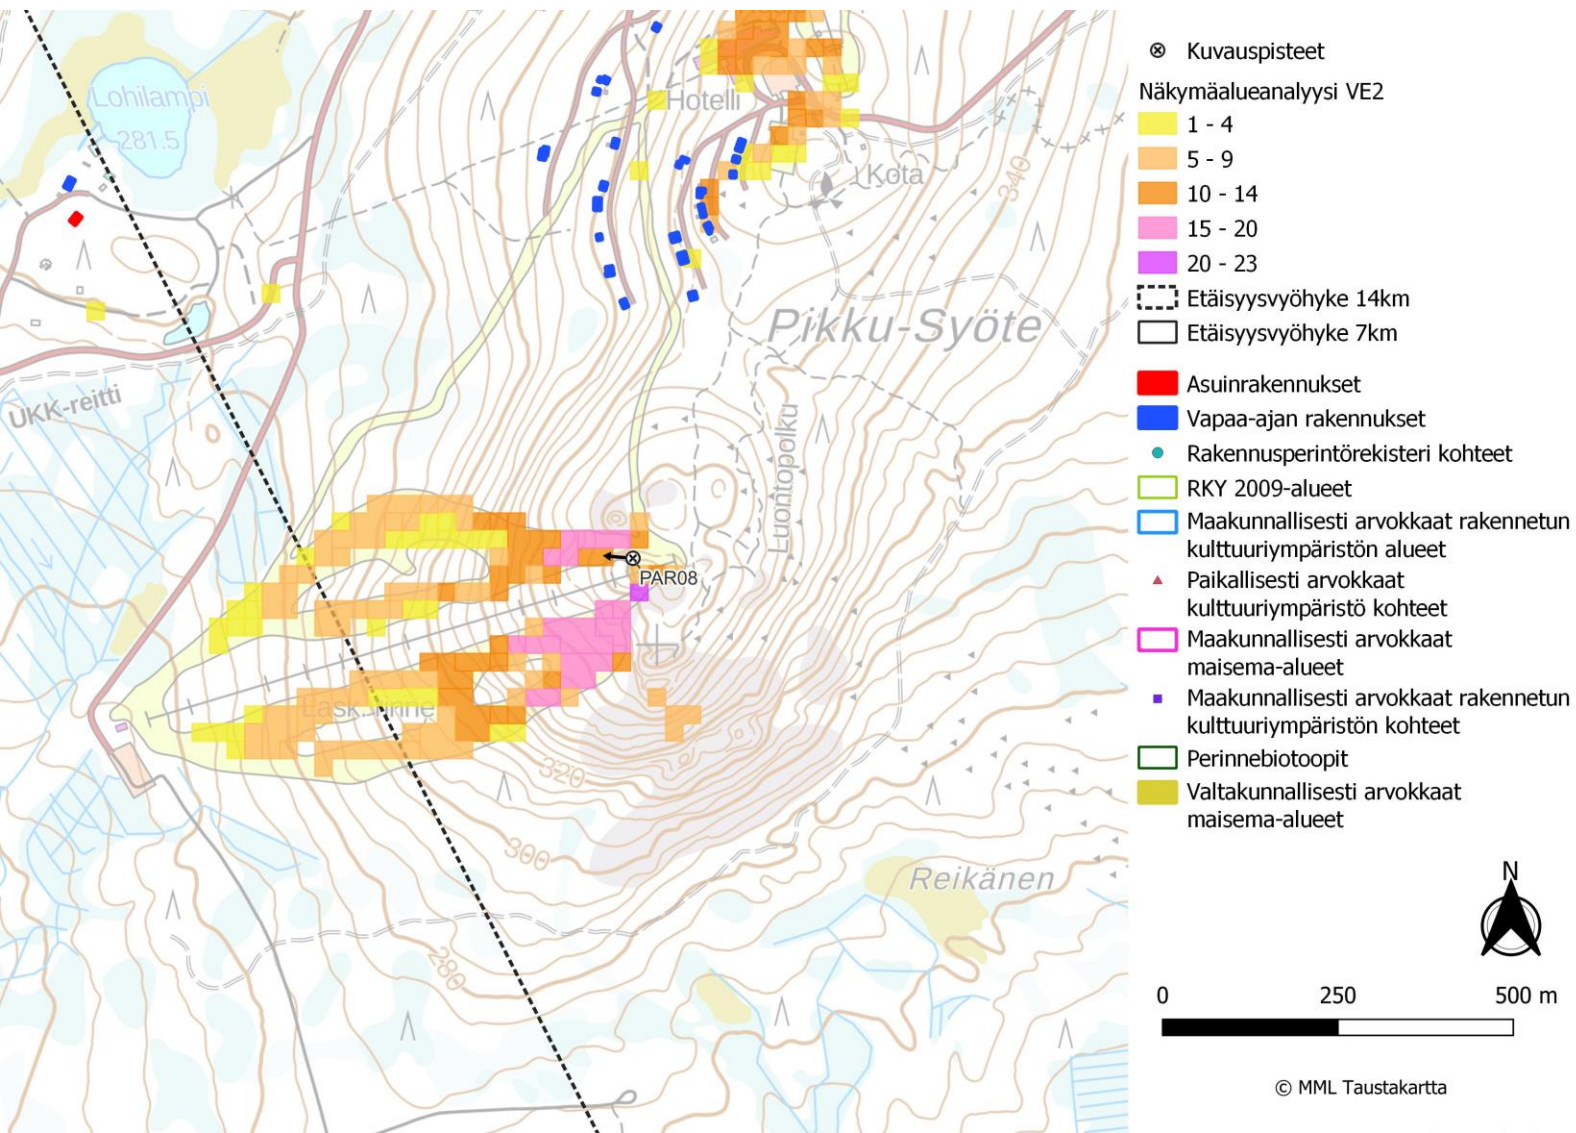 Lohilampi
281.5
Hotelli
Kota
340
Pikku-Syöte
UKK-reitti
Luontopolku
PAR08
Lask. rinne
320
300
Reikänen
280
Kuvauspisteet
Näkymäalueanalyysi VE2
1 - 4
5 - 9
10 - 14
15 - 20
20 - 23
Etäisyysvyöhyke 14km
Etäisyysvyöhyke 7km
Asuinrakennukset
Vapaa-ajan rakennukset
Rakennusperintörekisteri kohteet
RKY 2009-alueet
Maakunnallisesti arvokkaat rakennetun
kulttuuriympäristön alueet
Paikallisesti arvokkaat
kulttuuriympäristö kohteet
Maakunnallisesti arvokkaat
maisema-alueet
Maakunnallisesti arvokkaat rakennetun
kulttuuriympäristön kohteet
Perinnebiotoopit
Valtakunnallisesti arvokkaat
maisema-alueet
N
0 250 500 m
© MML Taustakartta